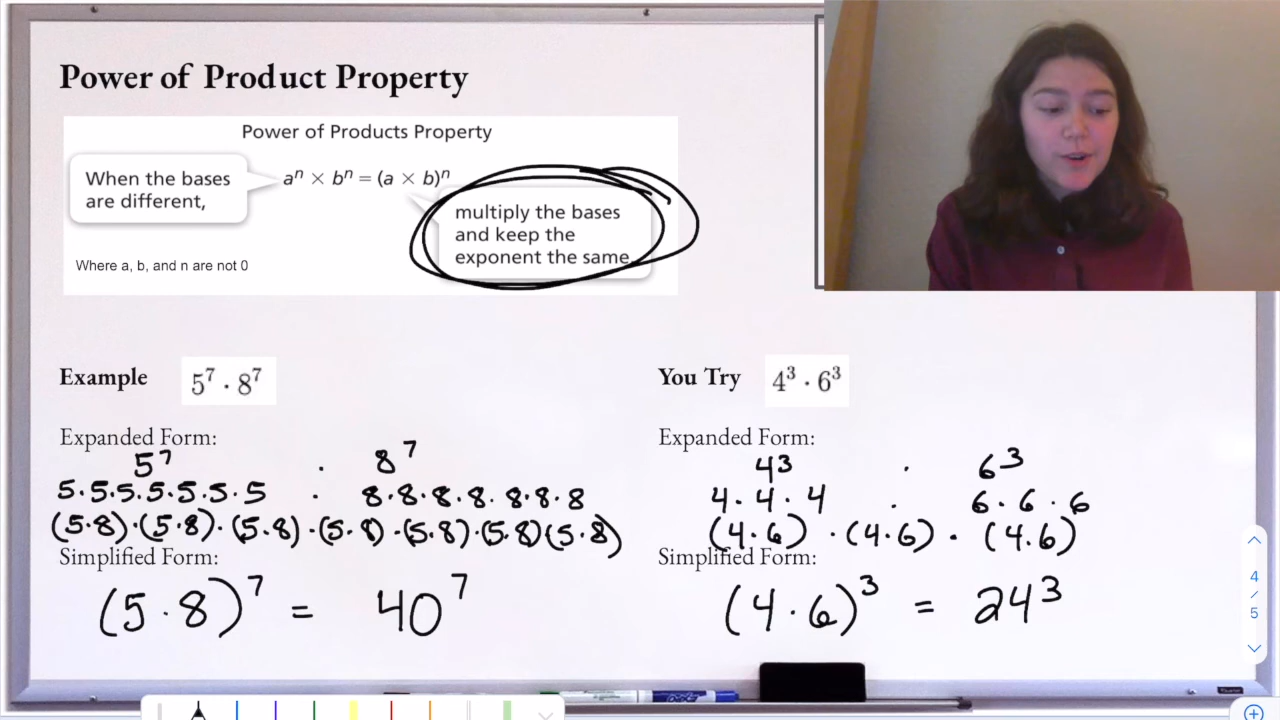 Power of Product Property
Power of Products Property
When the bases
are different,
aⁿ × bⁿ = (a × b)ⁿ
multiply the bases
and keep the
exponent the same.
Where a, b, and n are not 0
Example 5⁷ · 8⁷
Expanded Form:
5⁷ · 8⁷
5·5·5·5·5·5·5 · 8·8·8·8·8·8·8
(5·8)·(5·8)·(5·8)·(5·8)·(5·8)·(5·8)(5·8)
Simplified Form:
(5·8)⁷ = 40⁷
You Try 4³ · 6³
Expanded Form:
4³ · 6³
4·4·4 · 6·6·6
(4·6)·(4·6)·(4·6)
Simplified Form:
(4·6)³ = 24³
4
/
5